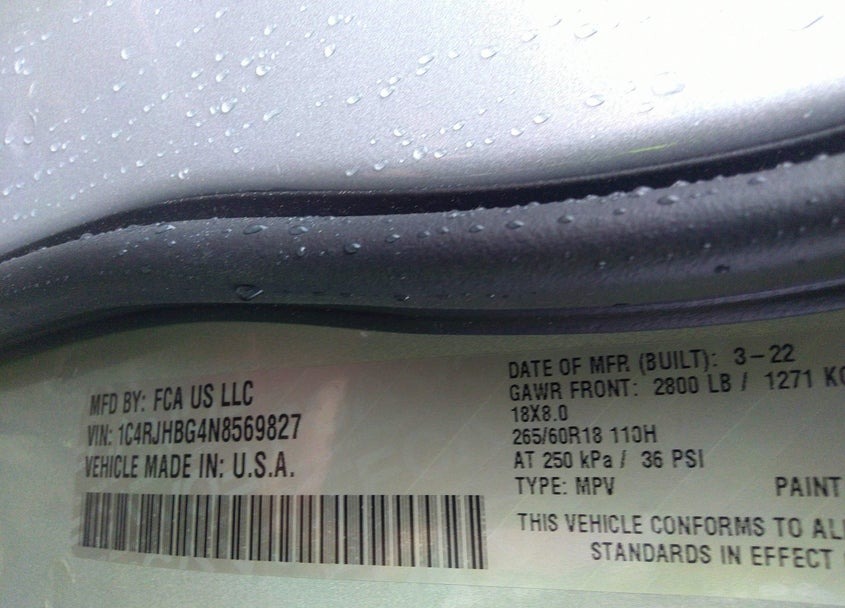 MFD BY: FCA US LLC
VIN: 1C4RJHBG4N8569827
VEHICLE MADE IN: U.S.A.
DATE OF MFR (BUILT): 3-22
GAWR FRONT: 2800 LB / 1271 KG
18X8.0
265/60R18 110H
AT 250 kPa / 36 PSI
TYPE: MPV PAINT
THIS VEHICLE CONFORMS TO AL
STANDARDS IN EFFECT